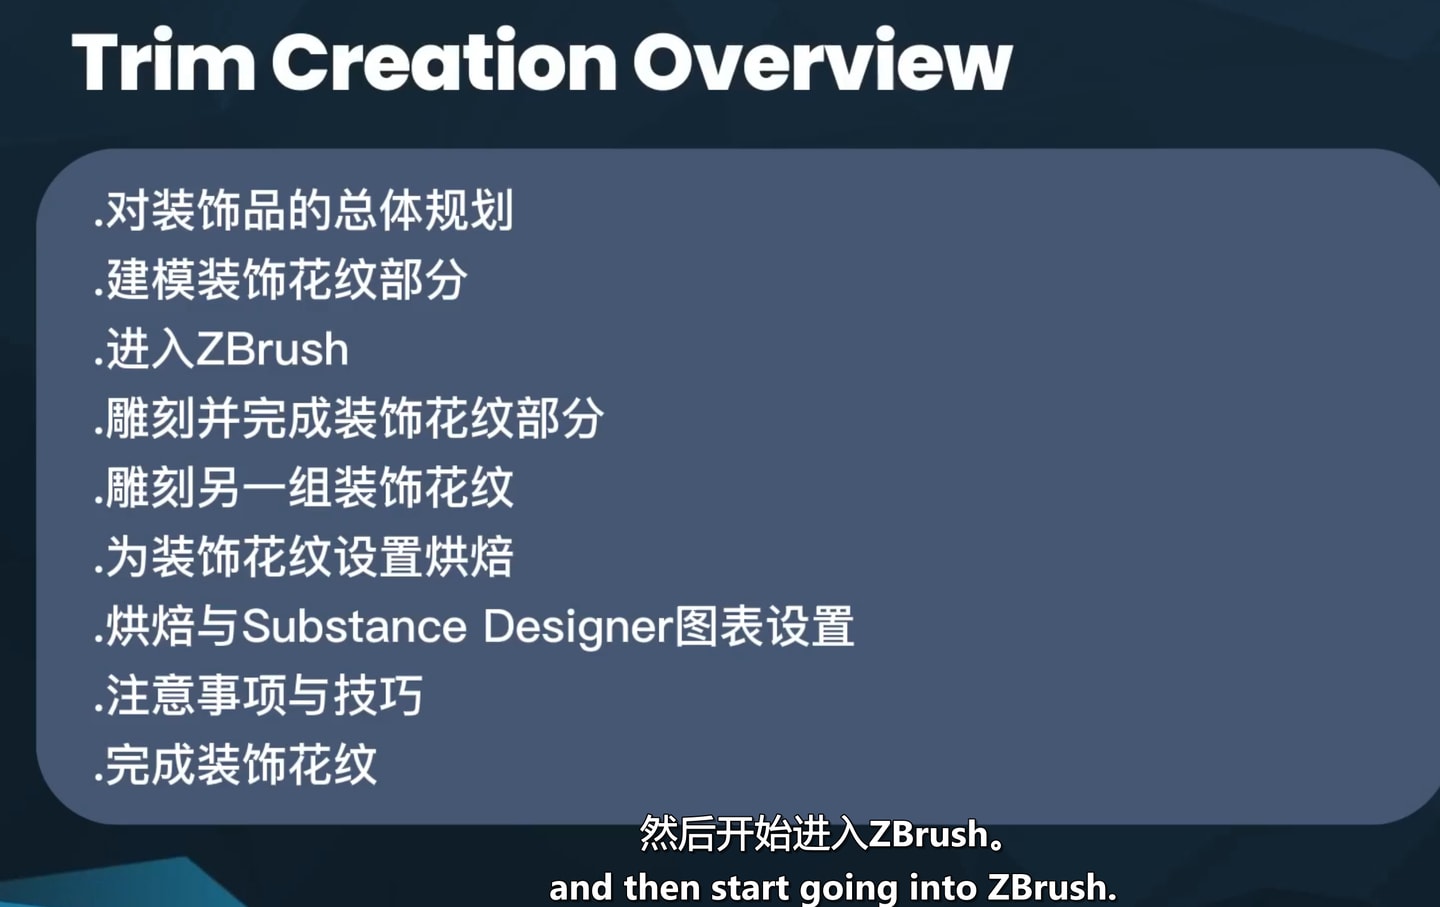 Trim Creation Overview
.对装饰品的总体规划
.建模装饰花纹部分
.进入ZBrush
.雕刻并完成装饰花纹部分
.雕刻另一组装饰花纹
.为装饰花纹设置烘焙
.烘焙与Substance Designer图表设置
.注意事项与技巧
.完成装饰花纹
然后开始进入ZBrush。
and then start going into ZBrush.